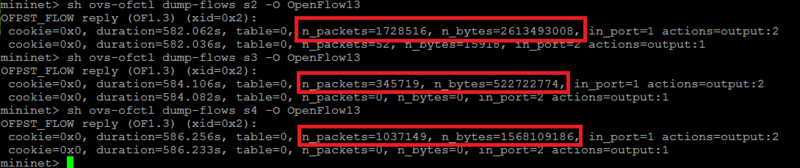 mininet> sh ovs-ofctl dump-flows s2 -O OpenFlow13
OFPST_FLOW reply (OF1.3) (xid=0x2):
cookie=0x0, duration=582.062s, table=0, n_packets=1728516, n_bytes=2613493008, in_port=1 actions=output:2
cookie=0x0, duration=582.036s, table=0, n_packets=52, n_bytes=15918, in_port=2 actions=output:1
mininet> sh ovs-ofctl dump-flows s3 -O OpenFlow13
OFPST_FLOW reply (OF1.3) (xid=0x2):
cookie=0x0, duration=584.106s, table=0, n_packets=345719, n_bytes=522722774, in_port=1 actions=output:2
cookie=0x0, duration=584.082s, table=0, n_packets=0, n_bytes=0, in_port=2 actions=output:1
mininet> sh ovs-ofctl dump-flows s4 -O OpenFlow13
OFPST_FLOW reply (OF1.3) (xid=0x2):
cookie=0x0, duration=586.256s, table=0, n_packets=1037149, n_bytes=1568109186, in_port=1 actions=output:2
cookie=0x0, duration=586.233s, table=0, n_packets=0, n_bytes=0, in_port=2 actions=output:1
mininet>